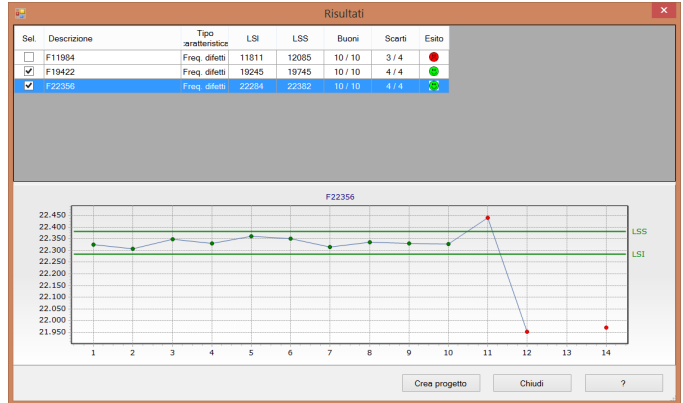 Risultati
Sel. Descrizione Tipo caratteristica LSI LSS Buoni Scarti Esito
F11984 Freq. difetti 11811 12085 10 / 10 3 / 4
F19422 Freq. difetti 19245 19745 10 / 10 4 / 4
F22356 Freq. difetti 22284 22382 10 / 10 4 / 4
F22356
22.450
22.400
22.350
22.300
22.250
22.200
22.150
22.100
22.050
22.000
21.950
LSS
LSI
1 2 3 4 5 6 7 8 9 10 11 12 13 14
Crea progetto Chiudi ?